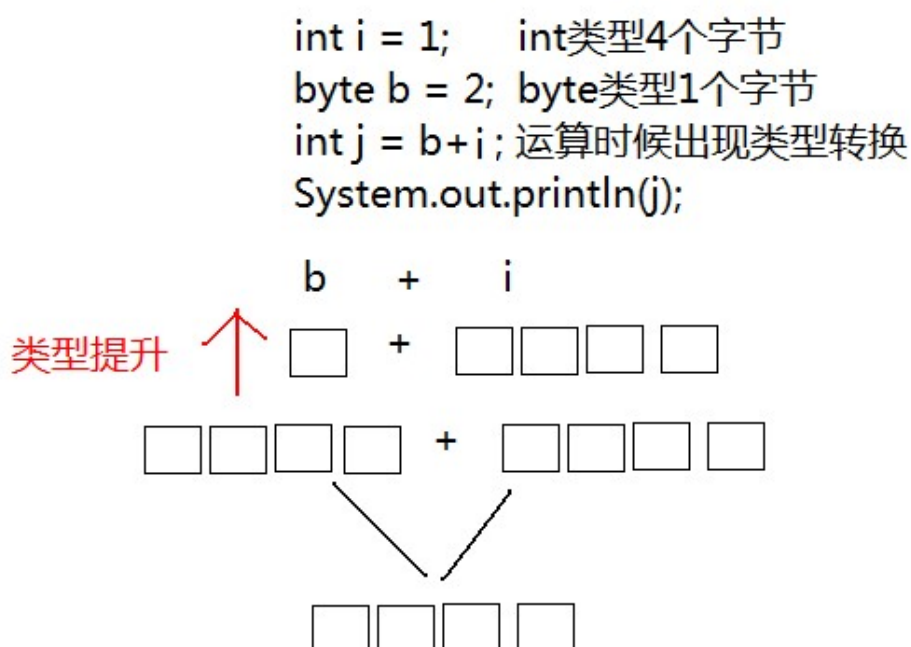 int i = 1; int类型4个字节
byte b = 2; byte类型1个字节
int j = b+i; 运算时候出现类型转换
System.out.println(j);
b + i
类型提升 +
+